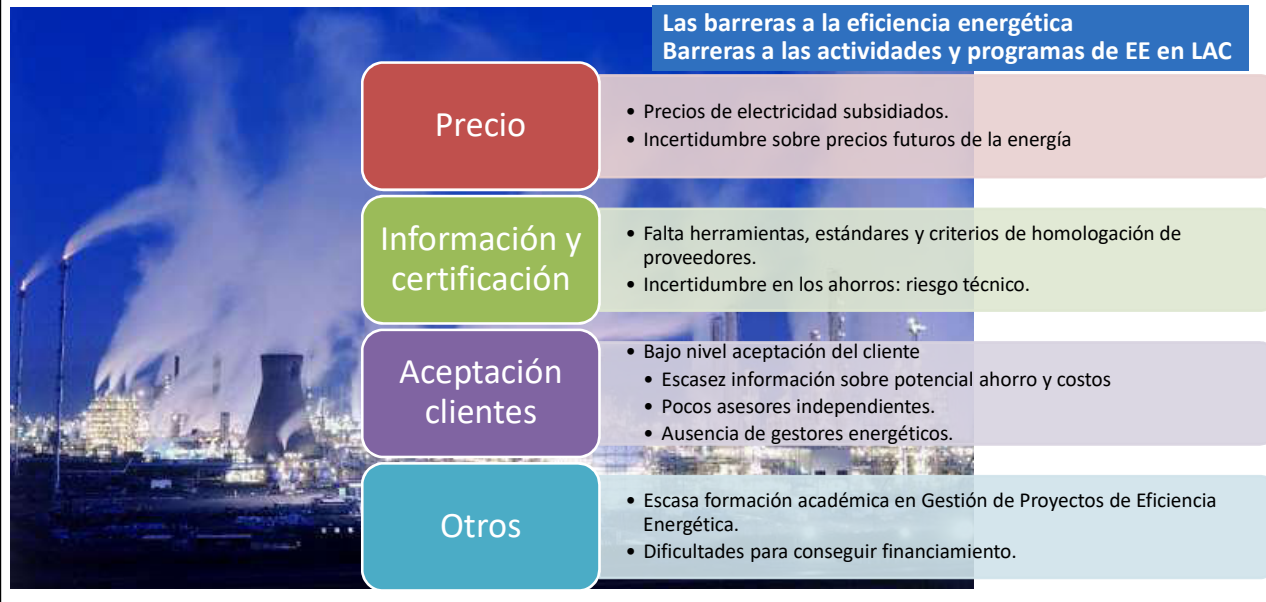 Las barreras a la eficiencia energética
Barreras a las actividades y programas de EE en LAC
Precio
• Precios de electricidad subsidiados.
• Incertidumbre sobre precios futuros de la energía
Información y
certificación
• Falta herramientas, estándares y criterios de homologación de
proveedores.
• Incertidumbre en los ahorros: riesgo técnico.
Aceptación
clientes
• Bajo nivel aceptación del cliente
• Escasez información sobre potencial ahorro y costos
• Pocos asesores independientes.
• Ausencia de gestores energéticos.
Otros
• Escasa formación académica en Gestión de Proyectos de Eficiencia
Energética.
• Dificultades para conseguir financiamiento.